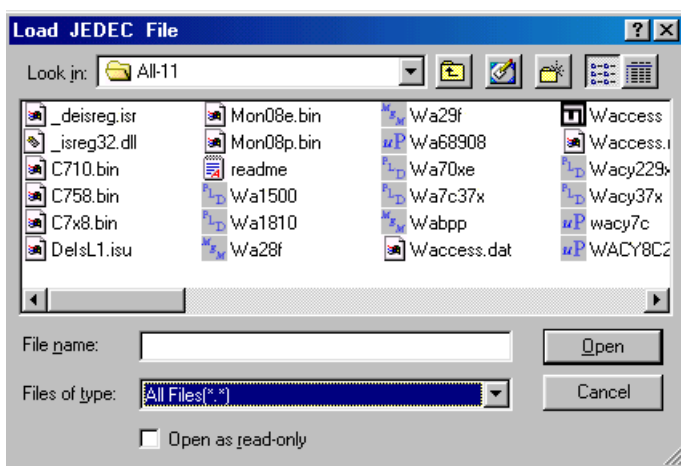 Load JEDEC File
Look in: All-11
_deisreg.isr Mon08e.bin Wa29f Waccess
_isreg32.dll Mon08p.bin Wa68908
C710.bin readme Wa70xe
C758.bin Wa1500 Wa7c37x Wacy37x
C7x8.bin Wa1810 Wabpp wacy7c
DelsL1.isu Wa28f Waccess.dat
File name: Open
Files of type: All Files(*.*) Cancel
Open as read-only